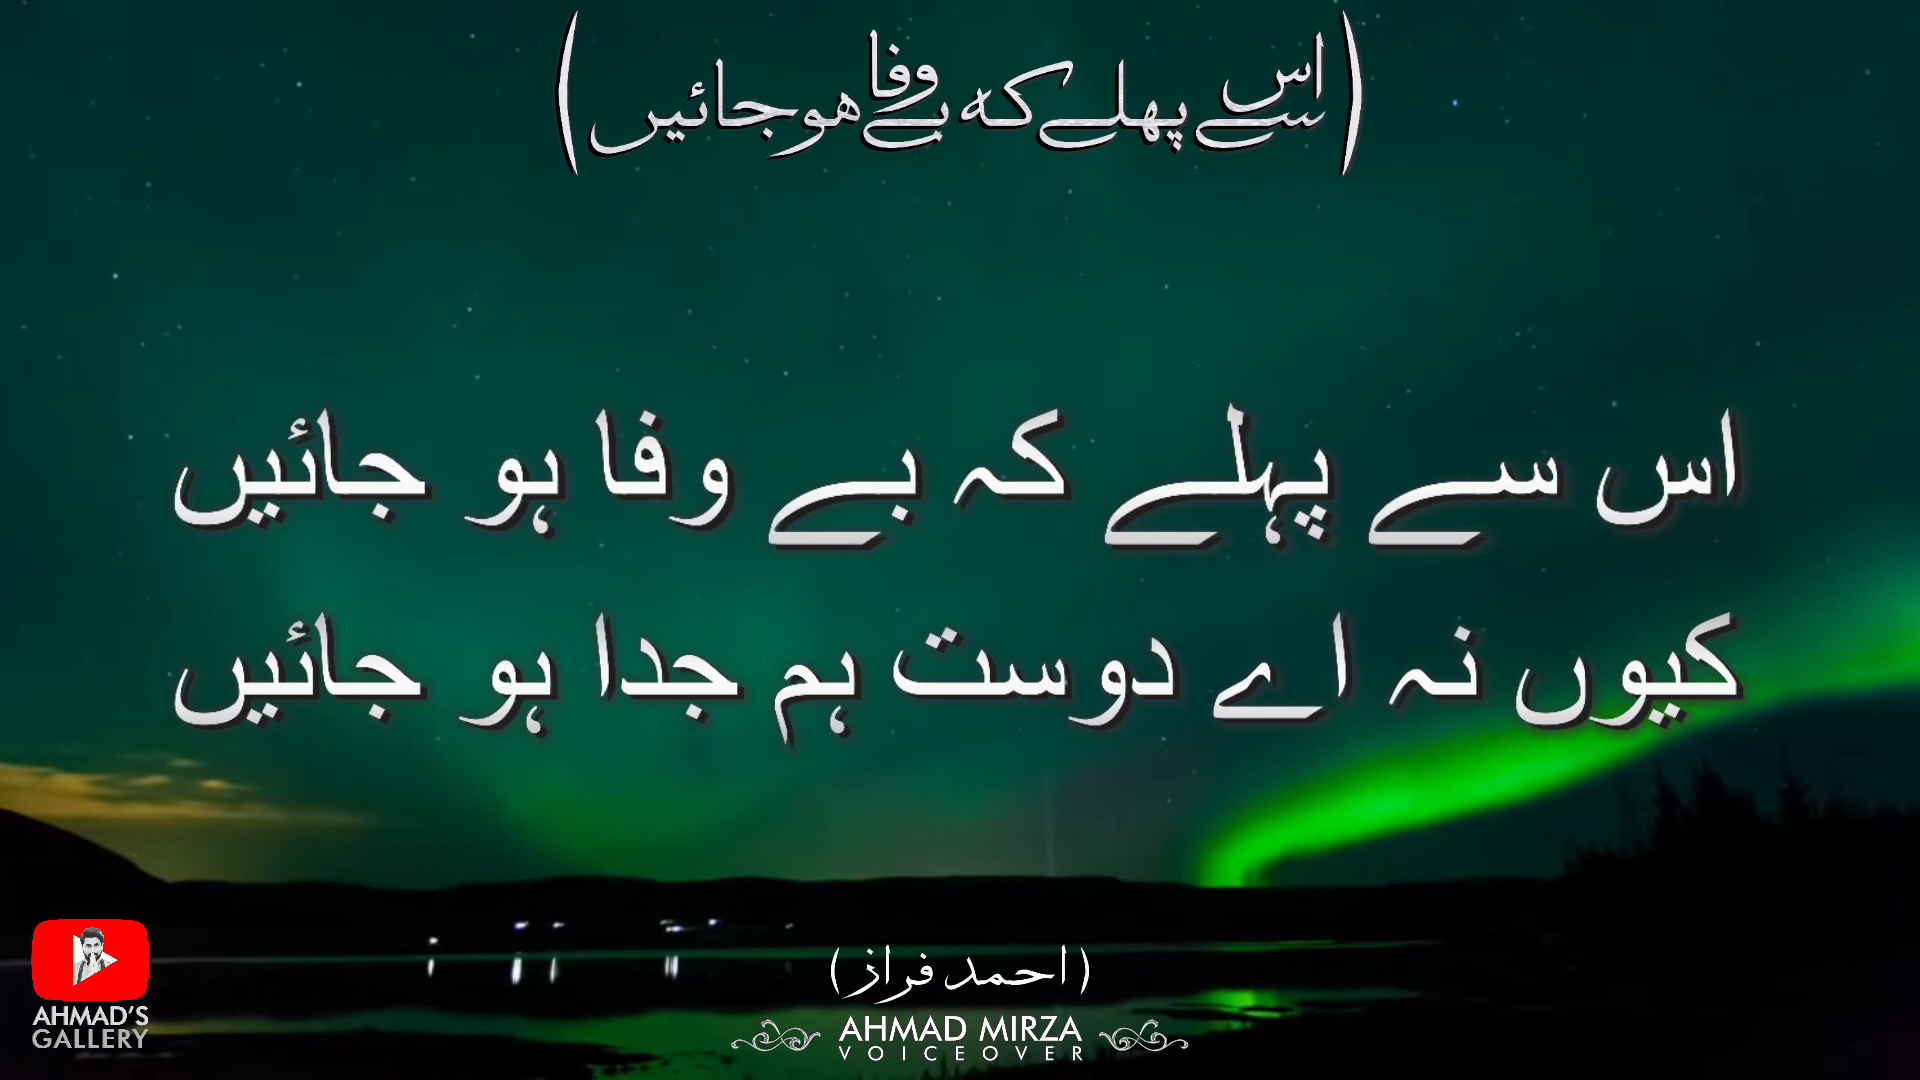 (اس سے پہلے کہ بے وفا ہو جائیں)
اس سے پہلے کہ بے وفا ہو جائیں
کیوں نہ اے دوست ہم جدا ہو جائیں
(احمد فراز)
AHMAD MIRZA
VOICEOVER
AHMAD'S
GALLERY